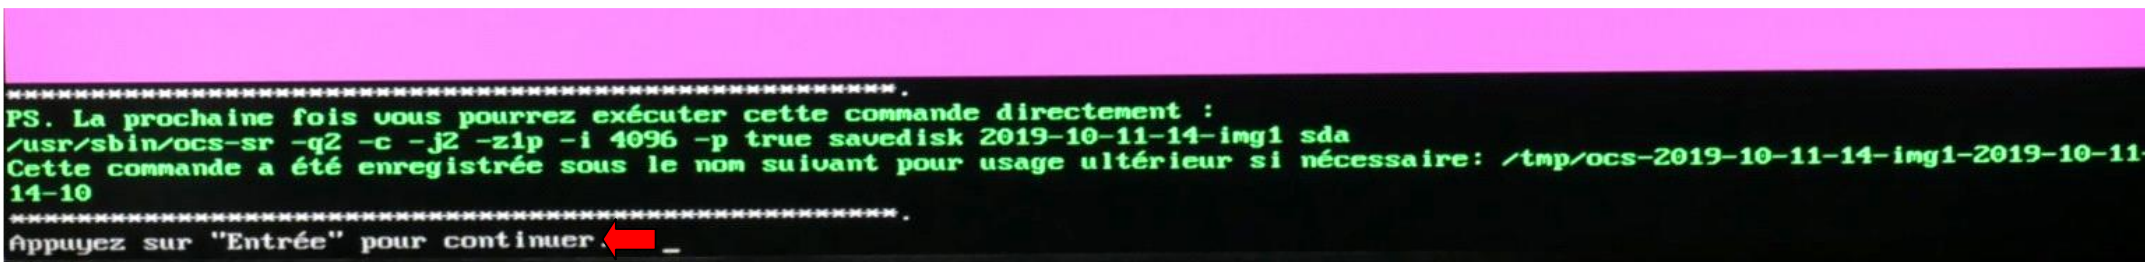 *****************************************************.
PS. La prochaine fois vous pourrez exécuter cette commande directement :
/usr/sbin/ocs-sr -q2 -c -j2 -z1p -i 4096 -p true savedisk 2019-10-11-14-img1 sda
Cette commande a été enregistrée sous le nom suivant pour usage ultérieur si nécessaire: /tmp/ocs-2019-10-11-14-img1-2019-10-11-
14-10
*****************************************************.
Appuyez sur "Entrée" pour continuer. _